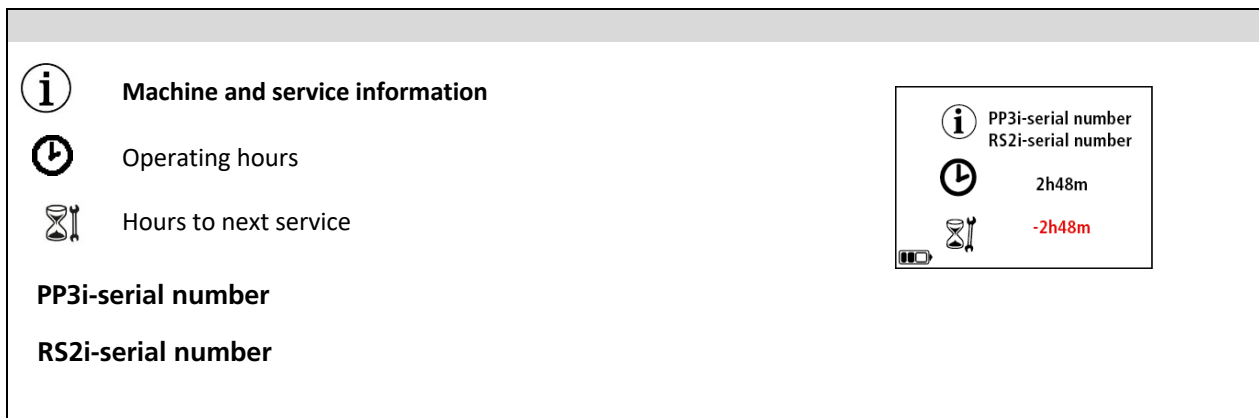 Machine and service information
Operating hours
Hours to next service
PP3i-serial number
RS2i-serial number
PP3i-serial number
RS2i-serial number
2h48m
-2h48m